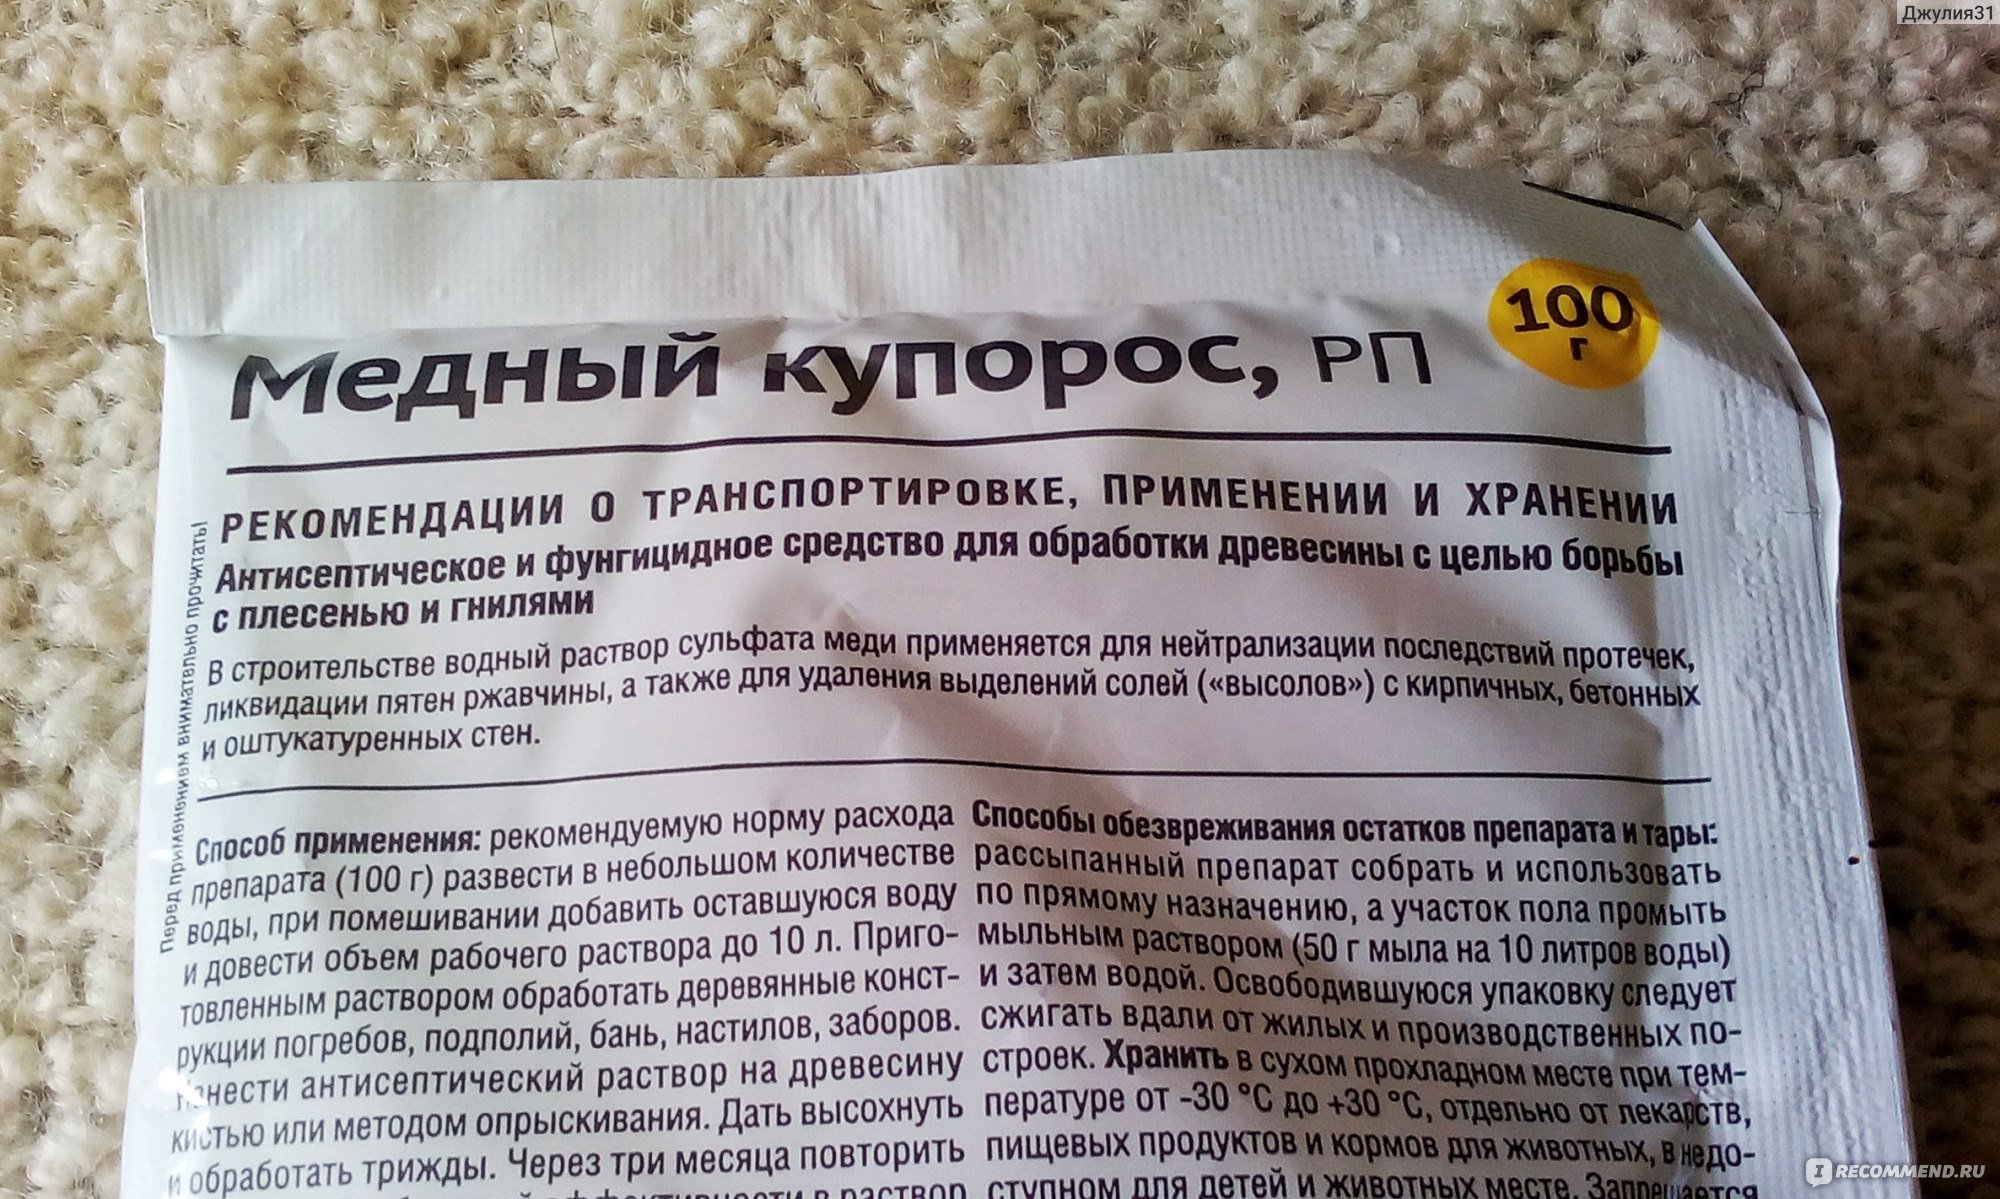 Джулия31
Медный купорос, РП
100
г
РЕКОМЕНДАЦИИ О ТРАНСПОРТИРОВКЕ, ПРИМЕНЕНИИ И ХРАНЕНИИ
Антисептическое и фунгицидное средство для обработки древесины с целью борьбы
с плесенью и гнилями
В строительстве водный раствор сульфата меди применяется для нейтрализации последствий протечек,
ликвидации пятен ржавчины, а также для удаления выделений солей («высолов») с кирпичных, бетонных
и оштукатуренных стен.
Перед применением внимательно прочитать!
Способ применения: рекомендуемую норму расхода
препарата (100 г) развести в небольшом количестве
воды, при помешивании добавить оставшуюся воду
и довести объем рабочего раствора до 10 л. Приго-
товленным раствором обработать деревянные конст-
рукции погребов, подполий, бань, настилов, заборов.
Нанести антисептический раствор на древесину
кистью или методом опрыскивания. Дать высохнуть
и обработать трижды. Через три месяца повторить
эффективности в раствор
Способы обезвреживания остатков препарата и тары:
рассыпанный препарат собрать и использовать
по прямому назначению, а участок пола промыть
мыльным раствором (50 г мыла на 10 литров воды)
и затем водой. Освободившуюся упаковку следует
сжигать вдали от жилых и производственных по-
строек. Хранить в сухом прохладном месте при тем-
пературе от -30 °С до +30 °С, отдельно от лекарств,
пищевых продуктов и кормов для животных, в недо-
ступном для детей и животных месте. Запрещается
RECOMMEND.RU